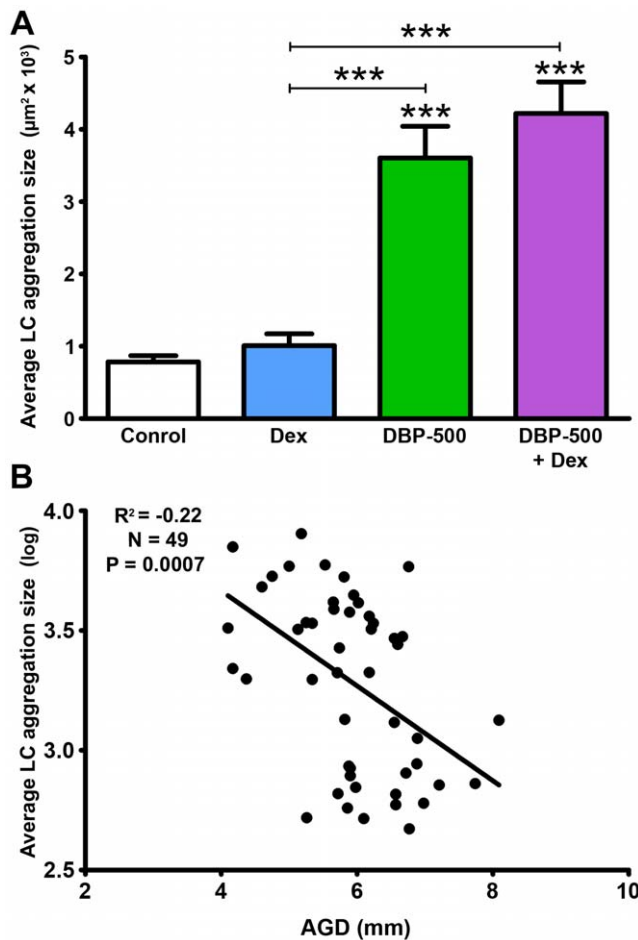 A
Average LC aggregation size (µm² x 10³)
5
4
3
2
1
0
***
***
***
***
Conrol
Dex
DBP-500
DBP-500
+ Dex
B
Average LC aggregation size (log)
R² = -0.22
N = 49
P = 0.0007
4.0
3.5
3.0
2.5
2
4
6
8
10
AGD (mm)